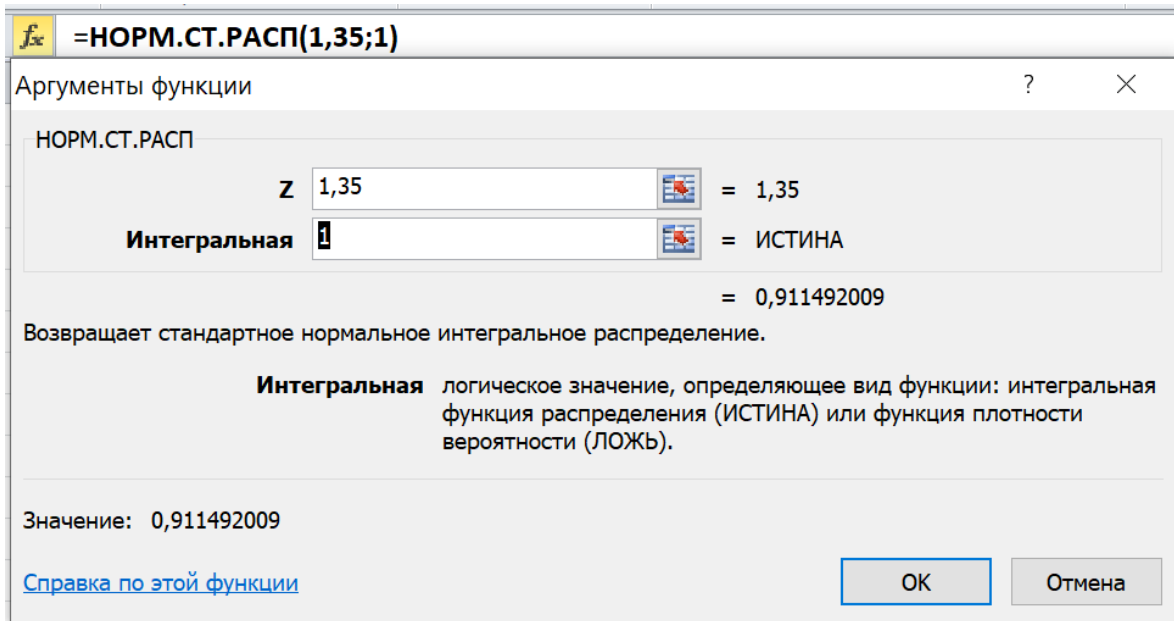 fx =НОРМ.СТ.РАСП(1,35;1)
Аргументы функции ?
НОРМ.СТ.РАСП
Z 1,35 = 1,35
Интегральная 1 = ИСТИНА
= 0,911492009
Возвращает стандартное нормальное интегральное распределение.
Интегральная логическое значение, определяющее вид функции: интегральная
функция распределения (ИСТИНА) или функция плотности
вероятности (ЛОЖЬ).
Значение: 0,911492009
Справка по этой функции ОК Отмена